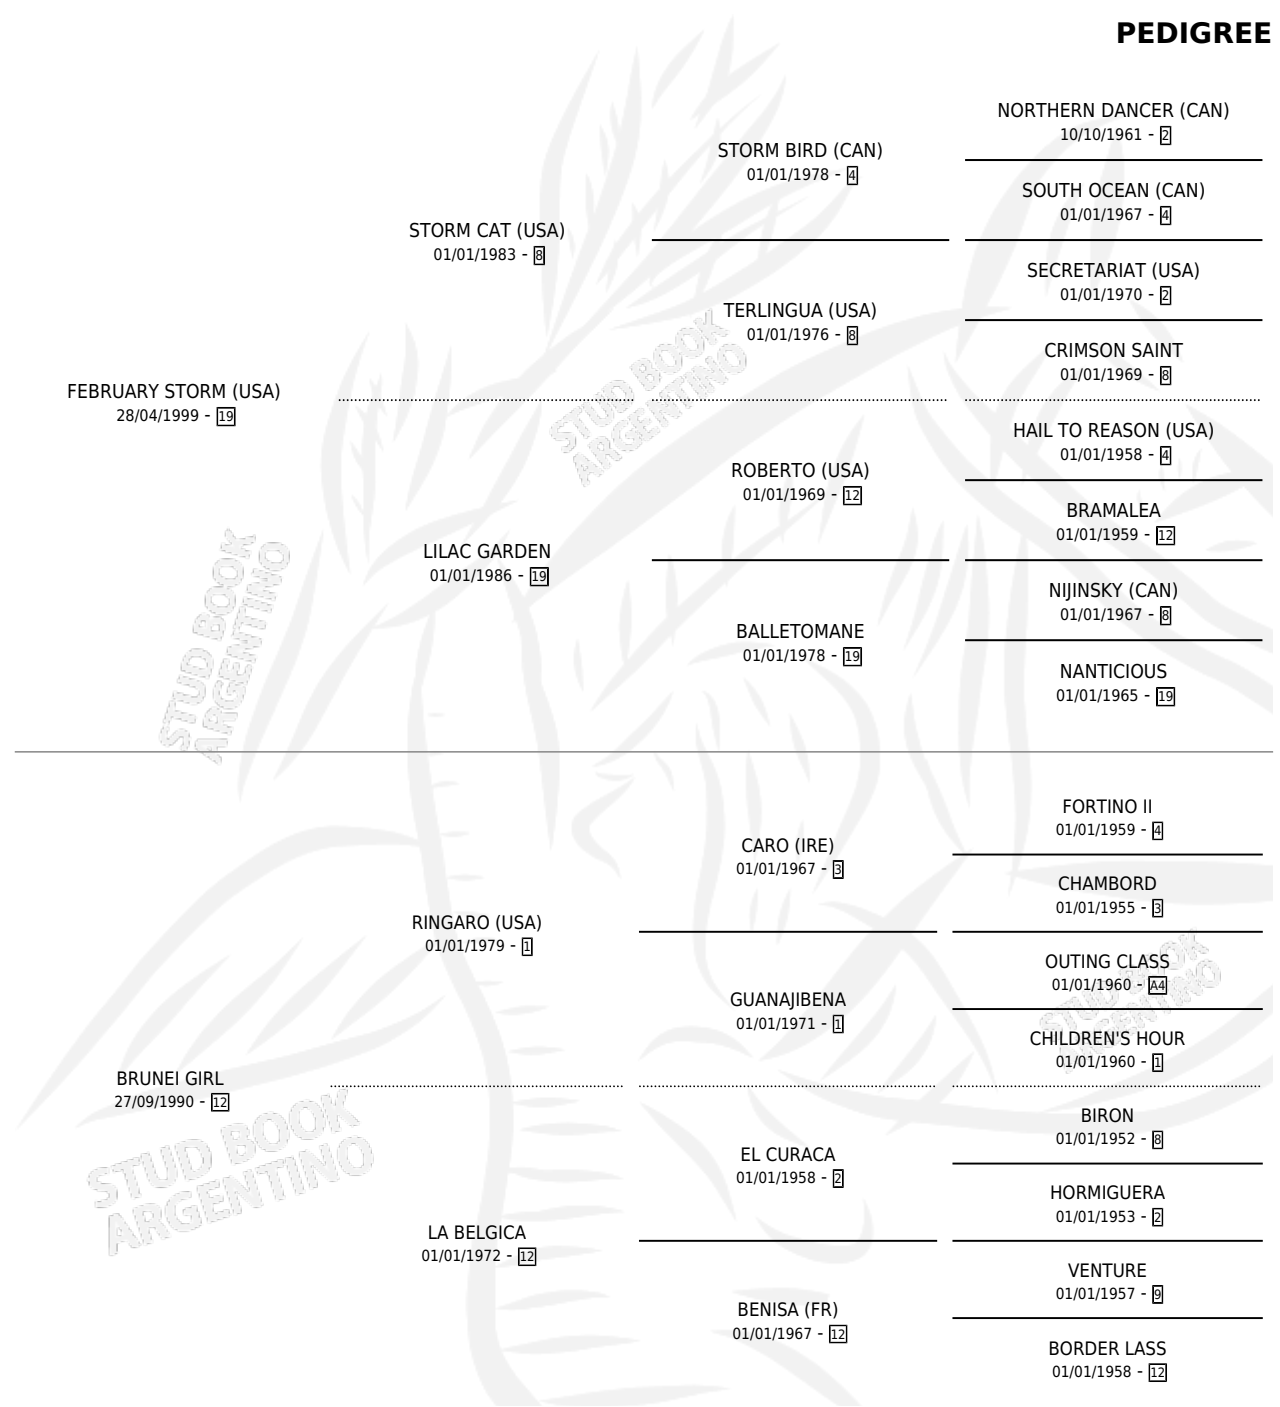 PEDIGREE
NORTHERN DANCER (CAN)
10/10/1961 - 2
STORM BIRD (CAN)
01/01/1978 - 4
SOUTH OCEAN (CAN)
01/01/1967 - 4
STORM CAT (USA)
01/01/1983 - 8
SECRETARIAT (USA)
01/01/1970 - 2
TERLINGUA (USA)
01/01/1976 - 8
CRIMSON SAINT
01/01/1969 - 8
FEBRUARY STORM (USA)
28/04/1999 - 19
STUD BOOK
ARGENTINO
HAIL TO REASON (USA)
01/01/1958 - 4
ROBERTO (USA)
01/01/1969 - 12
BRAMALEA
01/01/1959 - 12
LILAC GARDEN
01/01/1986 - 19
NIJINSKY (CAN)
01/01/1967 - 8
BALLETOMANE
01/01/1978 - 19
NANTICIOUS
01/01/1965 - 19
STUD BOOK
ARGENTINO
FORTINO II
01/01/1959 - 4
CARO (IRE)
01/01/1967 - 3
CHAMBORD
01/01/1955 - 3
RINGARO (USA)
01/01/1979 - 1
OUTING CLASS
01/01/1960 - A4
GUANAJIBENA
01/01/1971 - 1
CHILDREN'S HOUR
01/01/1960 - 1
STUD BOOK
ARGENTINO
BRUNEI GIRL
27/09/1990 - 12
BIRON
01/01/1952 - 8
EL CURACA
01/01/1958 - 2
HORMIGUERA
01/01/1953 - 2
STUD BOOK
ARGENTINO
LA BELGICA
01/01/1972 - 12
VENTURE
01/01/1957 - 9
BENISA (FR)
01/01/1967 - 12
BORDER LASS
01/01/1958 - 12